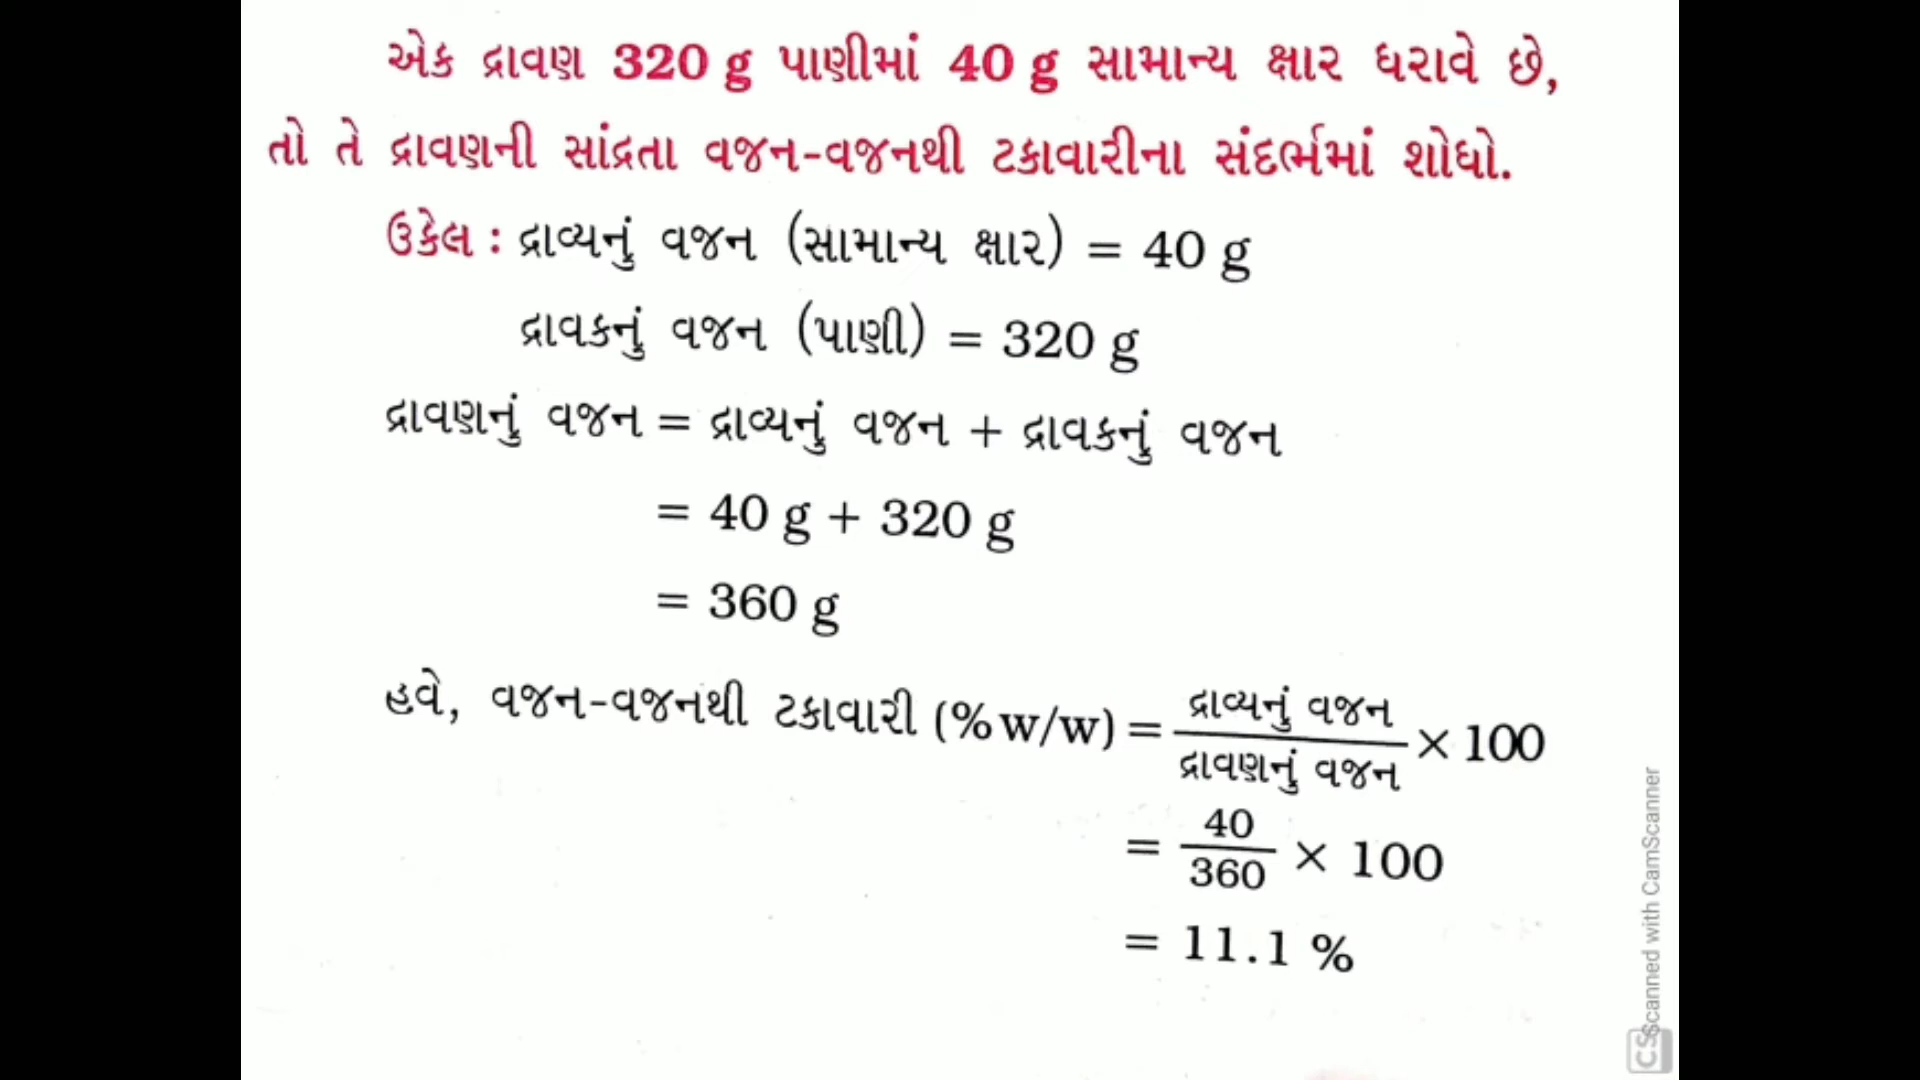 એક દ્રાવણ 320 g પાણીમાં 40 g સામાન્ય ક્ષાર ધરાવે છે,
તો તે દ્રાવણની સાંદ્રતા વજન-વજનથી ટકાવારીના સંદર્ભમાં શોધો.
ઉકેલ : દ્રાવ્યનું વજન (સામાન્ય ક્ષાર) = 40 g
દ્રાવકનું વજન (પાણી) = 320 g
દ્રાવણનું વજન = દ્રાવ્યનું વજન + દ્રાવકનું વજન
= 40 g + 320 g
= 360 g
હવે, વજન-વજનથી ટકાવારી (% w/w) = દ્રાવ્યનું વજન / દ્રાવણનું વજન × 100
= 40 / 360 × 100
= 11.1 %
CS Scanned with CamScanner